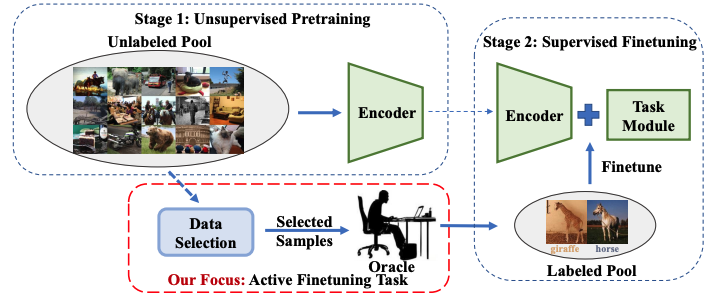 Stage 1: Unsupervised Pretraining
Unlabeled Pool
Encoder
Stage 2: Supervised Finetuning
Encoder
Task
Module
Finetune
Data
Selection
Selected
Samples
Oracle
Our Focus: Active Finetuning Task
giraffe
horse
Labeled Pool